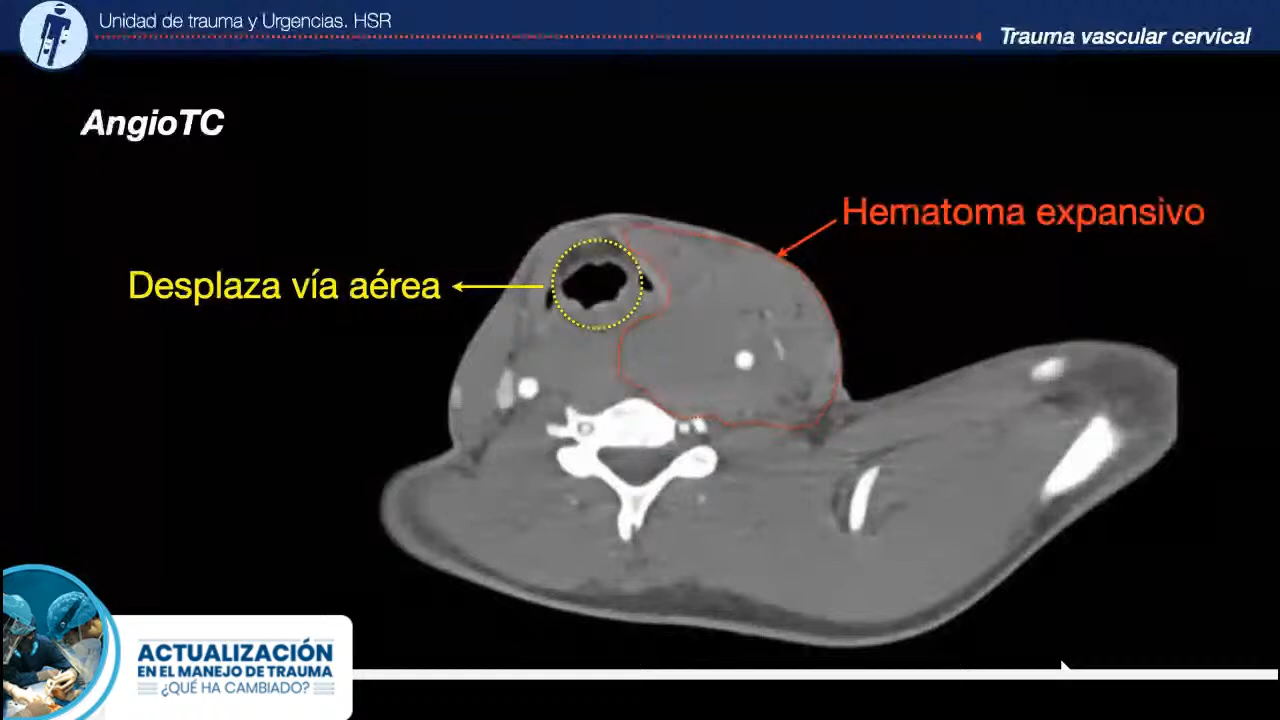 Unidad de trauma y Urgencias. HSR
Trauma vascular cervical
AngioTC
Hematoma expansivo
Desplaza vía aérea
ACTUALIZACIÓN
EN EL MANEJO DE TRAUMA
¿QUÉ HA CAMBIADO?